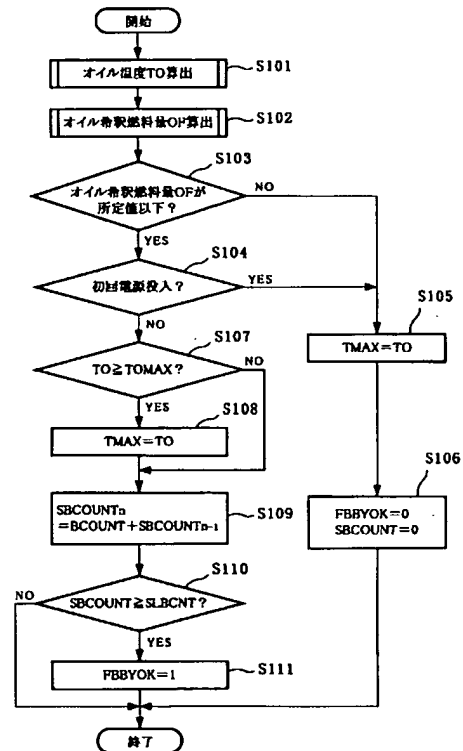 開始
オイル温度TO算出
S101
オイル希釈燃料量OF算出
S102
S103
オイル希釈燃料量OFが
所定値以下?
NO
YES
S104
初回電源投入?
YES
NO
S105
TMAX=TO
S107
TO≧TOMAX?
NO
YES
S108
TMAX=TO
S106
FBBYOK=0
SBCOUNT=0
SBCOUNTn
=BCOUNT+SBCOUNTn-1
S109
S110
NO
SBCOUNT≧SLBCNT?
YES
FBBYOK=1
S111
終了